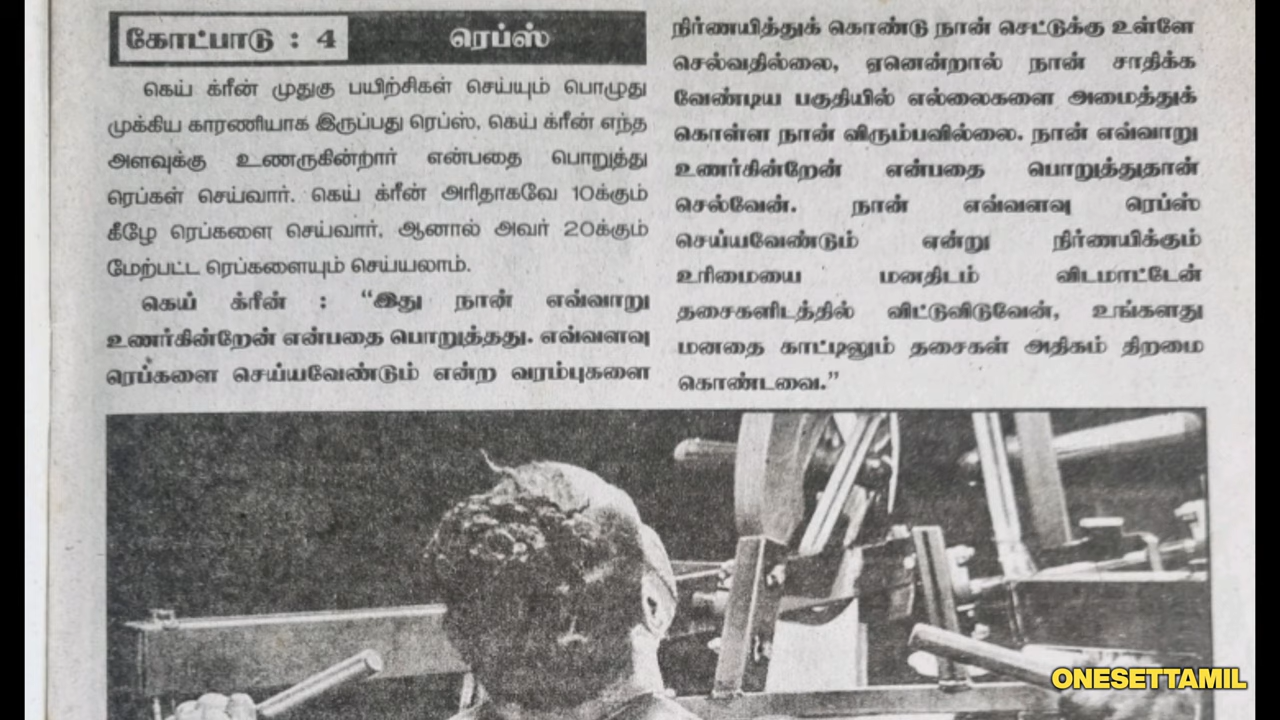 கோட்பாடு : 4 ரெப்ஸ்
கெய் க்ரீன் முதுகு பயிற்சிகள் செய்யும் பொழுது
முக்கிய காரணியாக இருப்பது ரெப்ஸ். கெய் க்ரீன் எந்த
அளவுக்கு உணருகின்றார் என்பதை பொறுத்து
ரெப்கள் செய்வார். கெய் க்ரீன் அரிதாகவே 10க்கும்
கீழே ரெப்களை செய்வார். ஆனால் அவர் 20க்கும்
மேற்பட்ட ரெப்களையும் செய்யலாம்.
கெய் க்ரீன் : “இது நான் எவ்வாறு
உணர்கின்றேன் என்பதை பொறுத்தது. எவ்வளவு
ரெப்களை செய்யவேண்டும் என்ற வரம்புகளை
நிர்ணயித்துக் கொண்டு நான் செட்டுக்கு உள்ளே
செல்வதில்லை, ஏனென்றால் நான் சாதிக்க
வேண்டிய பகுதியில் எல்லைகளை அமைத்துக்
கொள்ள நான் விரும்பவில்லை. நான் எவ்வாறு
உணர்கின்றேன் என்பதை பொறுத்துதான்
செல்வேன். நான் எவ்வளவு ரெப்ஸ்
செய்யவேண்டும் என்று நிர்ணயிக்கும்
உரிமையை மனதிடம் விடமாட்டேன்
தசைகளிடத்தில் விட்டுவிடுவேன், உங்களது
மனதை காட்டிலும் தசைகள் அதிகம் திறமை
கொண்டவை.”
ONESETTAMIL